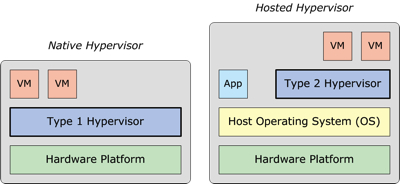 Native Hypervisor
VM VM
Type 1 Hypervisor
Hardware Platform
Hosted Hypervisor
VM VM
App Type 2 Hypervisor
Host Operating System (OS)
Hardware Platform